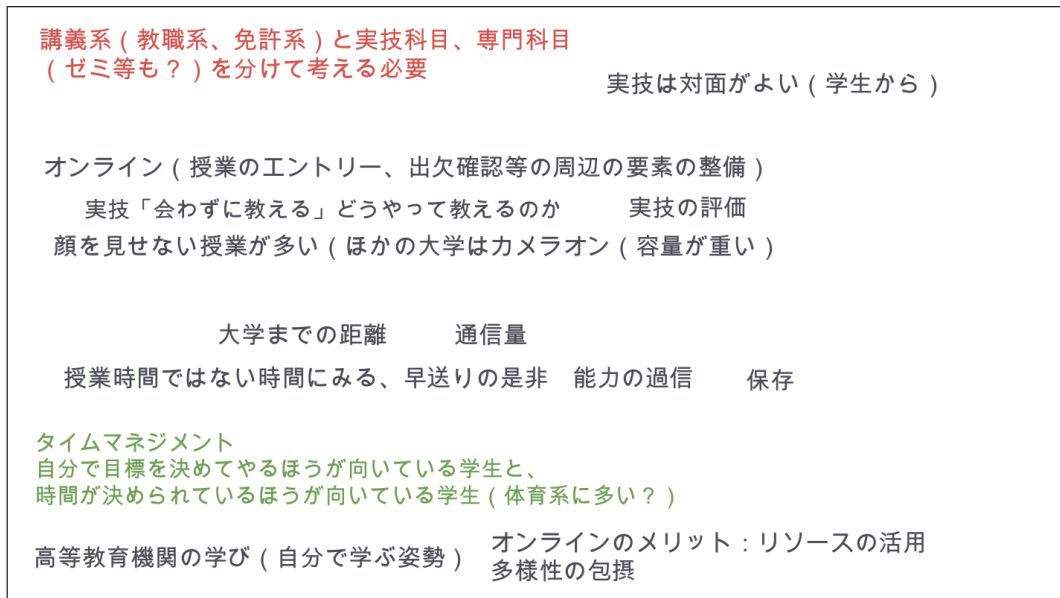 講義系（教職系、免許系）と実技科目、専門科目
（ゼミ等も？）を分けて考える必要
実技は対面がよい（学生から）
オンライン（授業のエントリー、出欠確認等の周辺の要素の整備）
実技「会わずに教える」どうやって教えるのか　実技の評価
顔を見せない授業が多い（ほかの大学はカメラオン（容量が重い）
大学までの距離　通信量
授業時間ではない時間にみる、早送りの是非　能力の過信　保存
タイムマネジメント
自分で目標を決めてやるほうが向いている学生と、
時間が決められているほうが向いている学生（体育系に多い？）
高等教育機関の学び（自分で学ぶ姿勢）
オンラインのメリット：リソースの活用
多様性の包摂